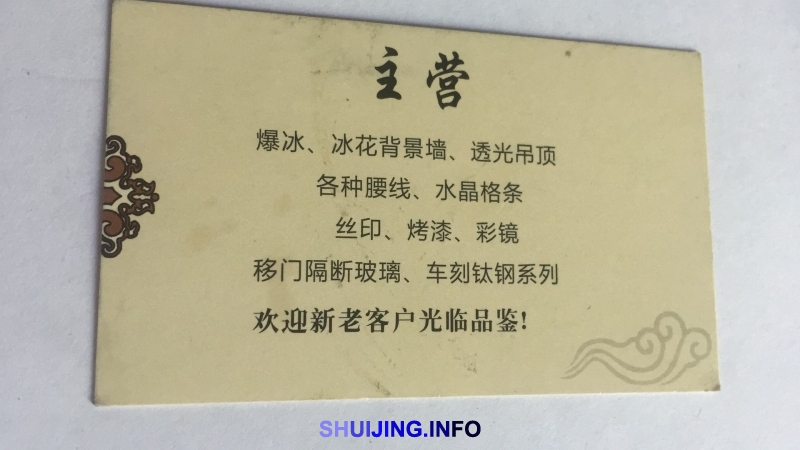 主营
爆冰、冰花背景墙、透光吊顶
各种腰线、水晶格条
丝印、烤漆、彩镜
移门隔断玻璃、车刻钛钢系列
欢迎新老客户光临品鉴!
SHUIJING.INFO